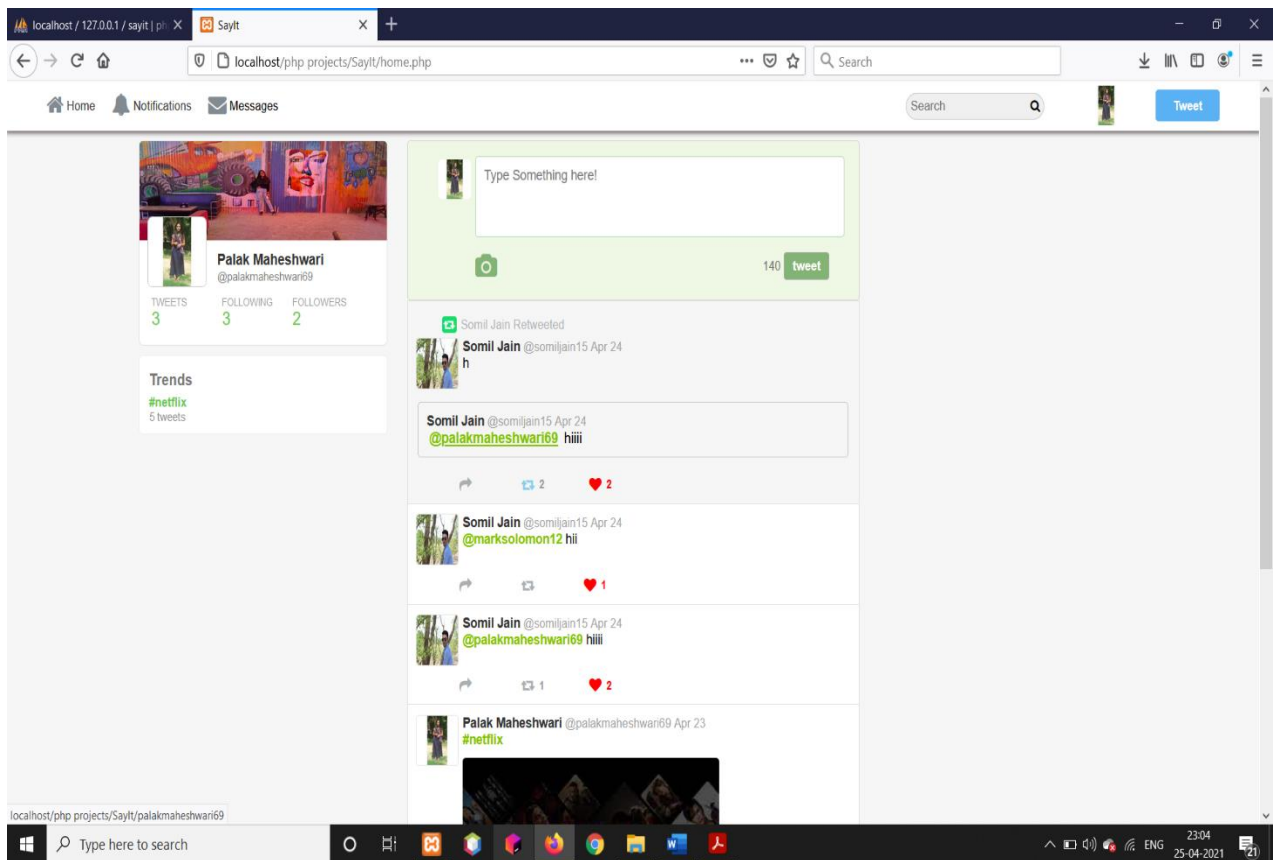 localhost / 127.0.0.1 / sayit | ph
SayIt
localhost/php projects/SayIt/home.php
Search
Home Notifications Messages
Search
Tweet
Palak Maheshwari
@palakmaheshwari69
TWEETS FOLLOWING FOLLOWERS
3 3 2
Trends
#netflix
5 tweets
Type Something here!
140 tweet
Somil Jain Retweeted
Somil Jain @somiljain15 Apr 24
h
Somil Jain @somiljain15 Apr 24
@palakmaheshwari69 hiiii
2 2
Somil Jain @somiljain15 Apr 24
@marksolomon12 hii
1
Somil Jain @somiljain15 Apr 24
@palakmaheshwari69 hiiii
1 2
Palak Maheshwari @palakmaheshwari69 Apr 23
#netflix
localhost/php projects/SayIt/palakmaheshwari69
Type here to search
ENG
23:04
25-04-2021
21